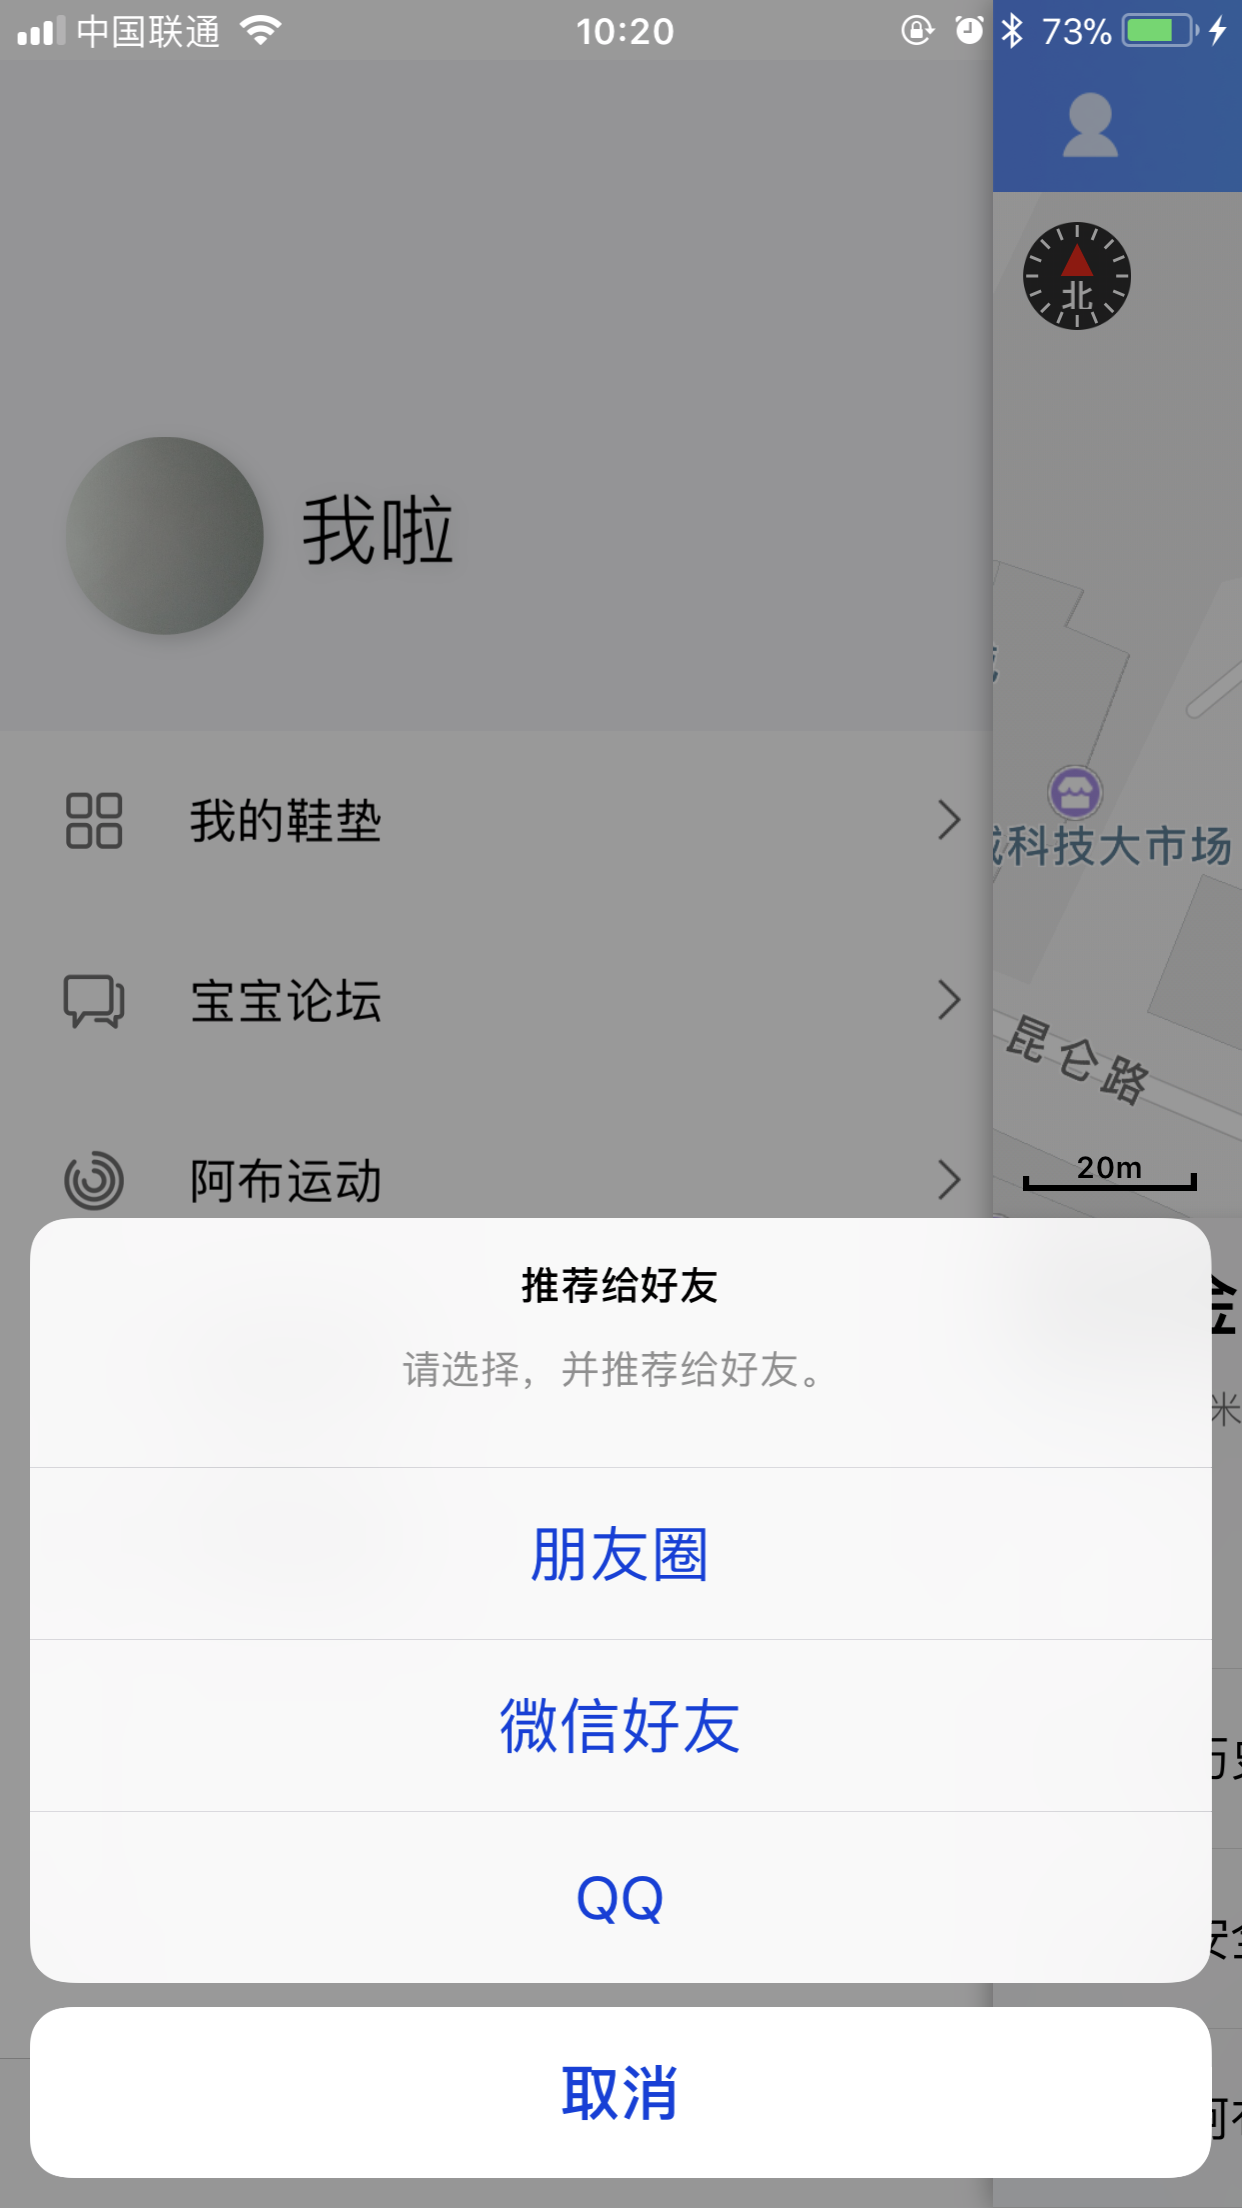 中国联通
10:20
73%
北
我啦
我的鞋垫
科技大市场
宝宝论坛
昆仑路
阿布运动
20m
推荐给好友
请选择，并推荐给好友。
米
朋友圈
微信好友
QQ
取消